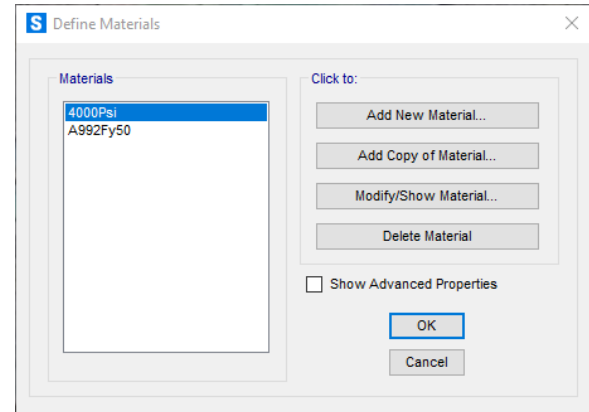 S Define Materials
Materials
4000Psi
A992Fy50
Click to:
Add New Material...
Add Copy of Material...
Modify/Show Material...
Delete Material
Show Advanced Properties
OK
Cancel